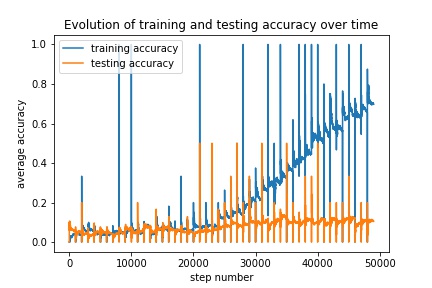 Evolution of training and testing accuracy over time
training accuracy
testing accuracy
average accuracy
1.0
0.8
0.6
0.4
0.2
0.0
0
10000
20000
30000
40000
50000
step number